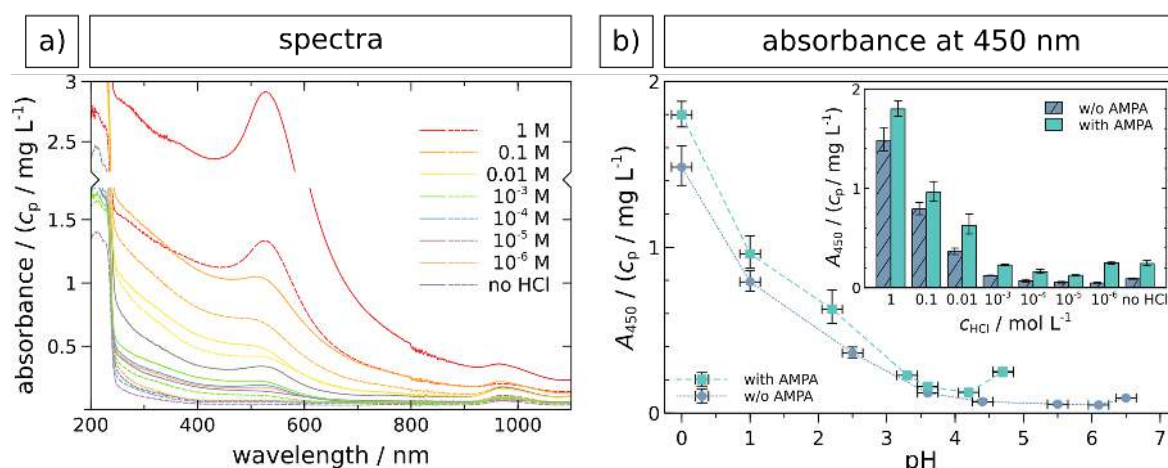 a)
spectra
b)
absorbance at 450 nm
absorbance / (cₚ / mg L⁻¹)
3
2.5
1.5
1
0.5
200
400
600
800
1000
wavelength / nm
1 M
0.1 M
0.01 M
10⁻³ M
10⁻⁴ M
10⁻⁵ M
10⁻⁶ M
no HCl
A₄₅₀ / (cₚ / mg L⁻¹)
2
1
0
0
1
2
3
4
5
6
7
pH
with AMPA
w/o AMPA
A₄₅₀ / (cₚ / mg L⁻¹)
2
1
0
w/o AMPA
with AMPA
1
0.1
0.01
10⁻³
10⁻⁴
10⁻⁵
10⁻⁶
no HCl
c_HCl / mol L⁻¹